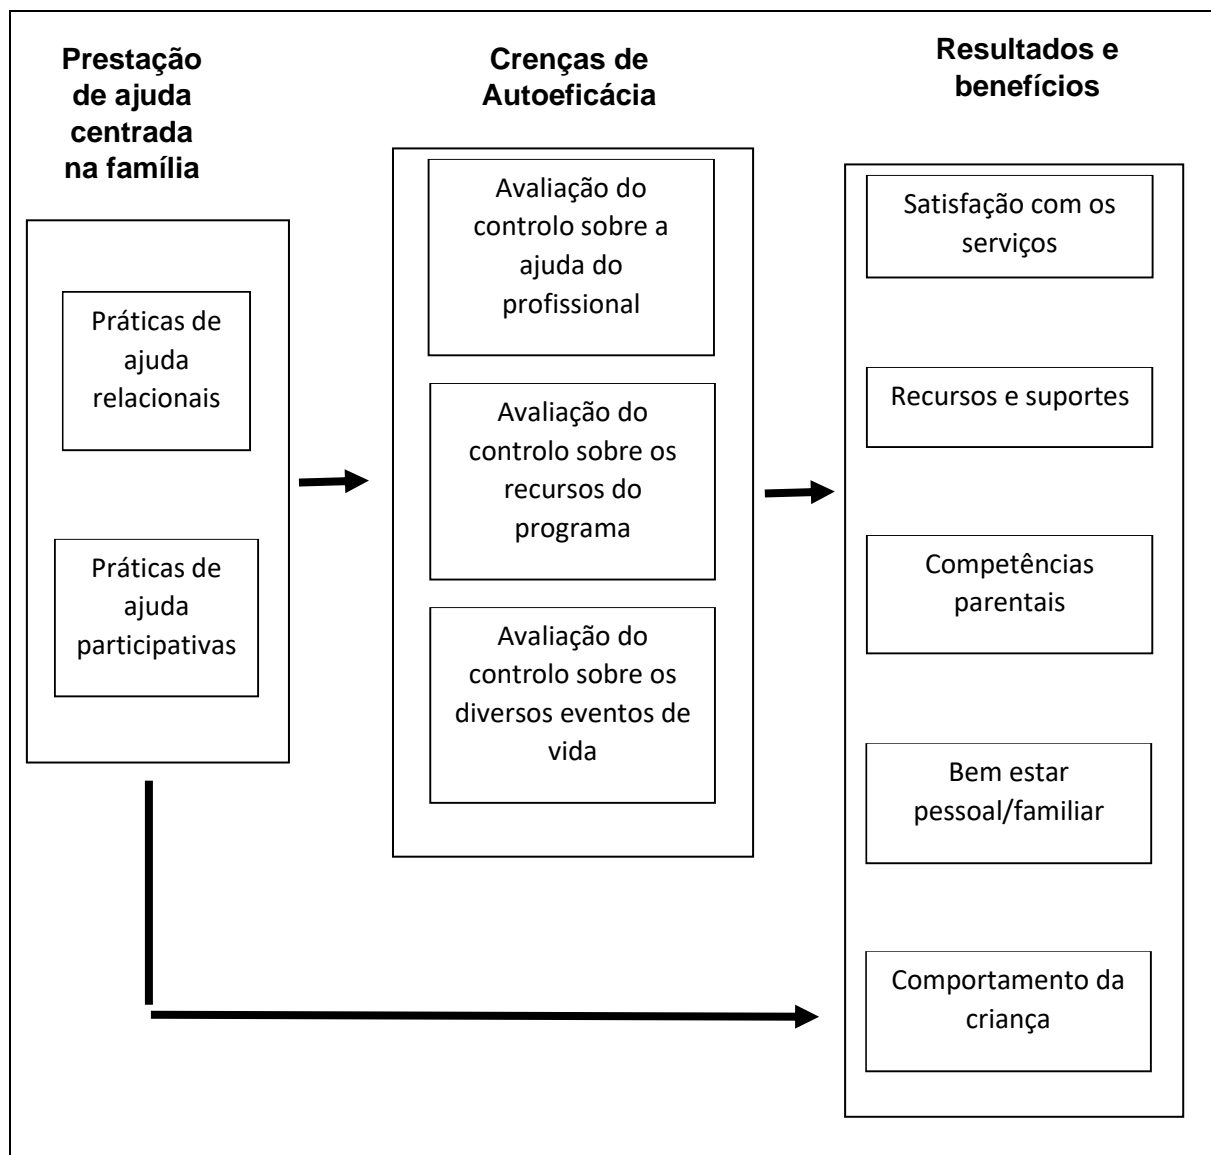 Prestação
de ajuda
centrada
na família
Práticas de
ajuda
relacionais
Práticas de
ajuda
participativas
Crenças de
Autoeficácia
Avaliação do
controlo sobre a
ajuda do
profissional
Avaliação do
controlo sobre os
recursos do
programa
Avaliação do
controlo sobre os
diversos eventos de
vida
Resultados e
benefícios
Satisfação com os
serviços
Recursos e suportes
Competências
parentais
Bem estar
pessoal/familiar
Comportamento da
criança